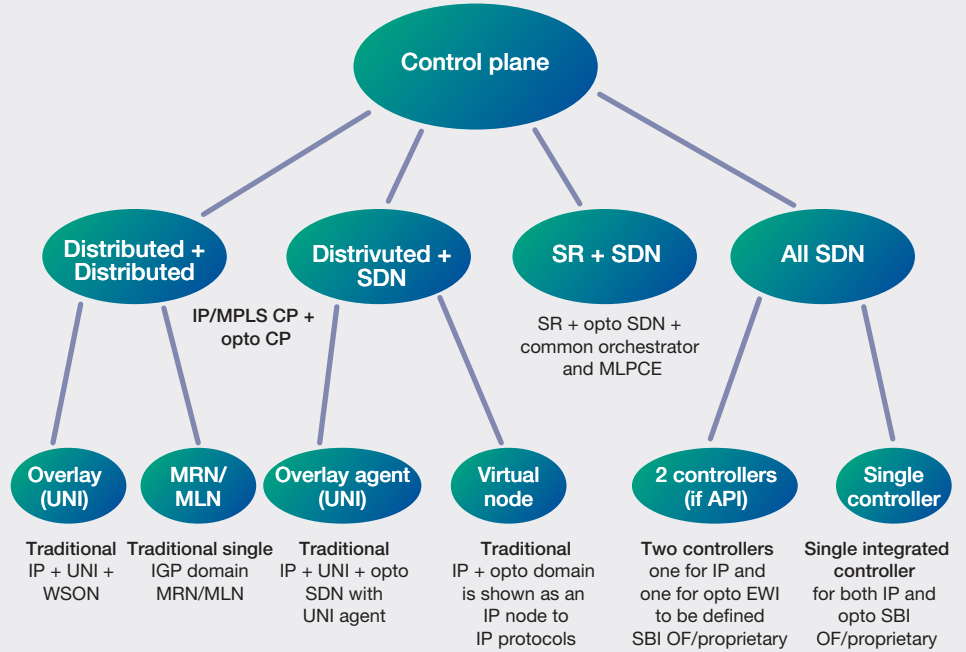 Control plane
Distributed +
Distributed
Distrivuted +
SDN
SR + SDN
All SDN
IP/MPLS CP +
opto CP
SR + opto SDN +
common orchestrator
and MLPCE
Overlay
(UNI)
MRN/
MLN
Overlay agent
(UNI)
Virtual
node
2 controllers
(if API)
Single
controller
Traditional
IP + UNI +
WSON
Traditional single
IGP domain
MRN/MLN
Traditional
IP + UNI + opto
SDN with
UNI agent
Traditional
IP + opto domain
is shown as an
IP node to
IP protocols
Two controllers
one for IP and
one for opto EWI
to be defined
SBI OF/proprietary
Single integrated
controller
for both IP and
opto SBI
OF/proprietary